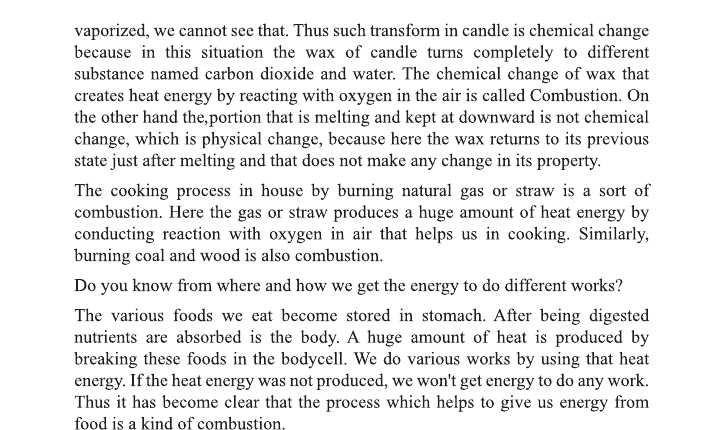 vaporized, we cannot see that. Thus such transform in candle is chemical change
because in this situation the wax of candle turns completely to different
substance named carbon dioxide and water. The chemical change of wax that
creates heat energy by reacting with oxygen in the air is called Combustion. On
the other hand the,portion that is melting and kept at downward is not chemical
change, which is physical change, because here the wax returns to its previous
state just after melting and that does not make any change in its property.
The cooking process in house by burning natural gas or straw is a sort of
combustion. Here the gas or straw produces a huge amount of heat energy by
conducting reaction with oxygen in air that helps us in cooking. Similarly,
burning coal and wood is also combustion.
Do you know from where and how we get the energy to do different works?
The various foods we eat become stored in stomach. After being digested
nutrients are absorbed is the body. A huge amount of heat is produced by
breaking these foods in the bodycell. We do various works by using that heat
energy. If the heat energy was not produced, we won't get energy to do any work.
Thus it has become clear that the process which helps to give us energy from
food is a kind of combustion.